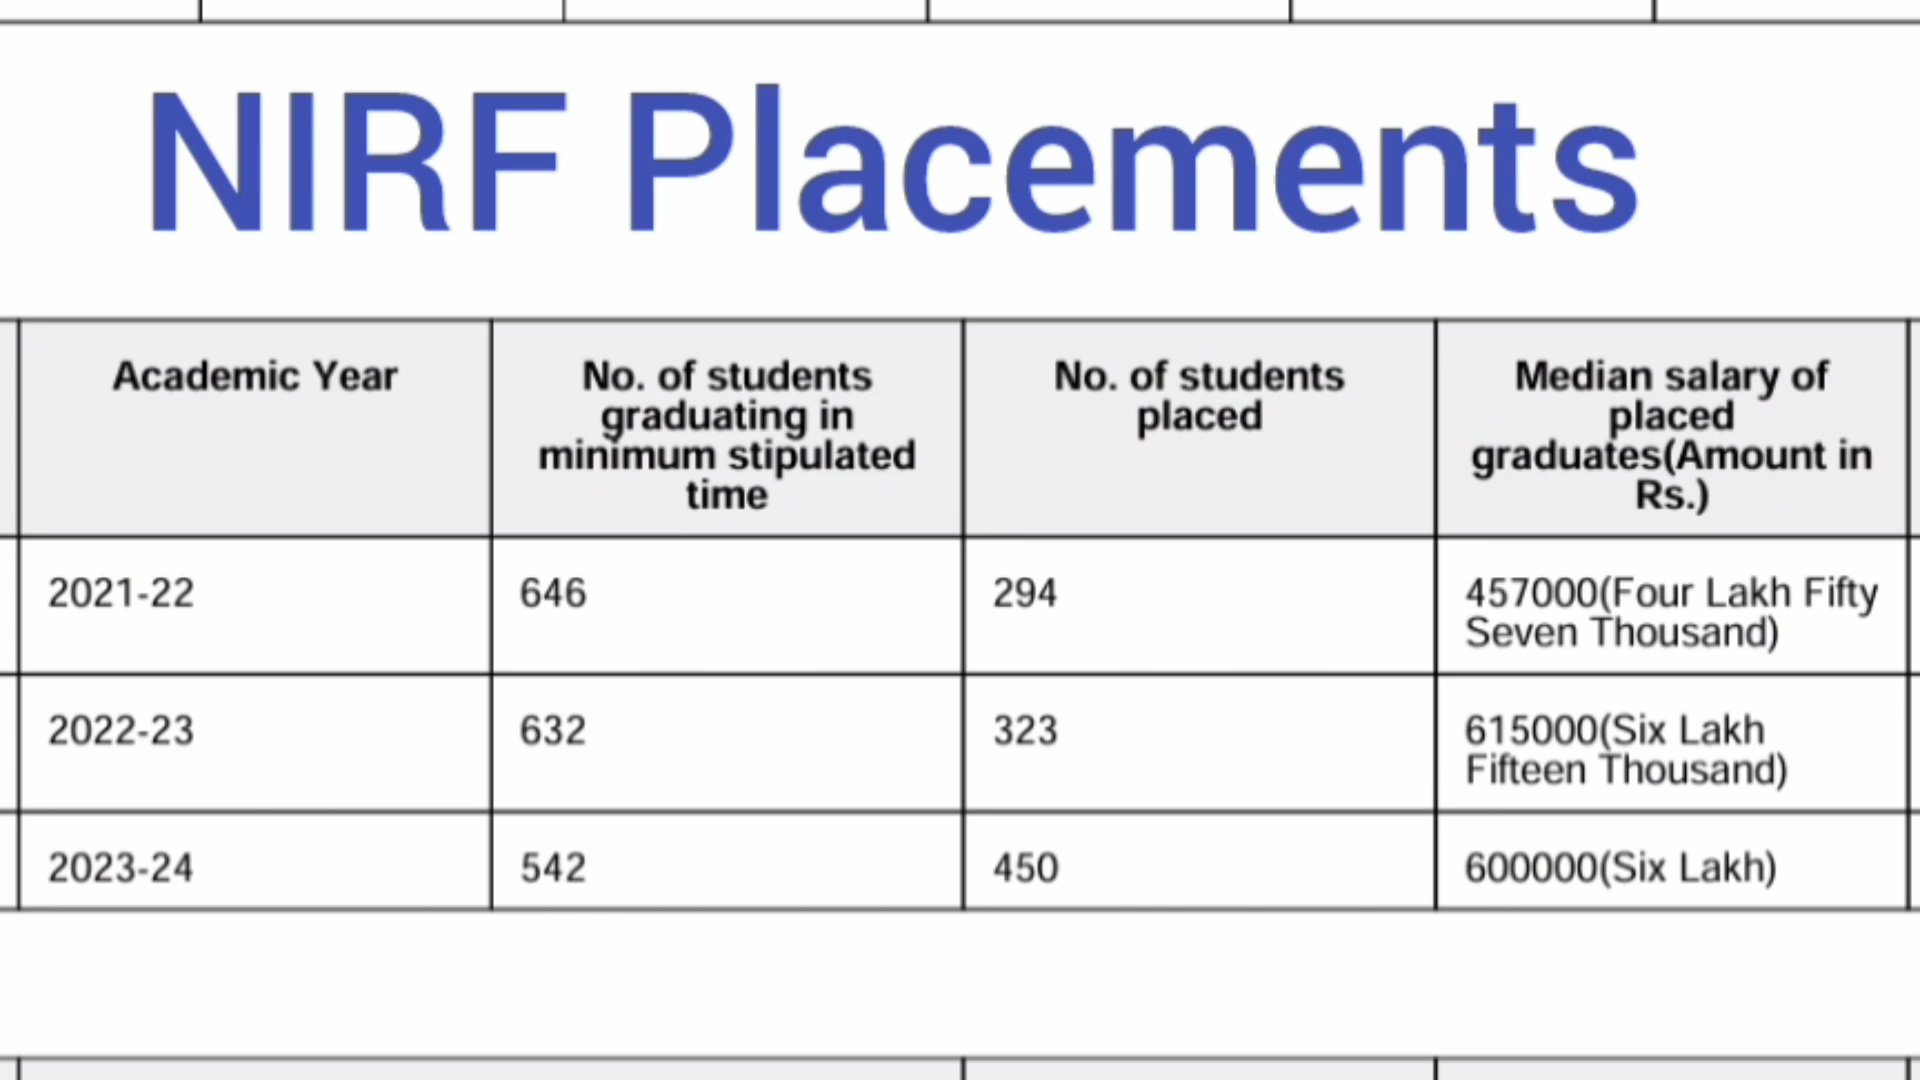 NIRF Placements
Academic Year
No. of students
graduating in
minimum stipulated
time
No. of students
placed
Median salary of
placed
graduates(Amount in
Rs.)
2021-22
646
294
457000(Four Lakh Fifty
Seven Thousand)
2022-23
632
323
615000(Six Lakh
Fifteen Thousand)
2023-24
542
450
600000(Six Lakh)